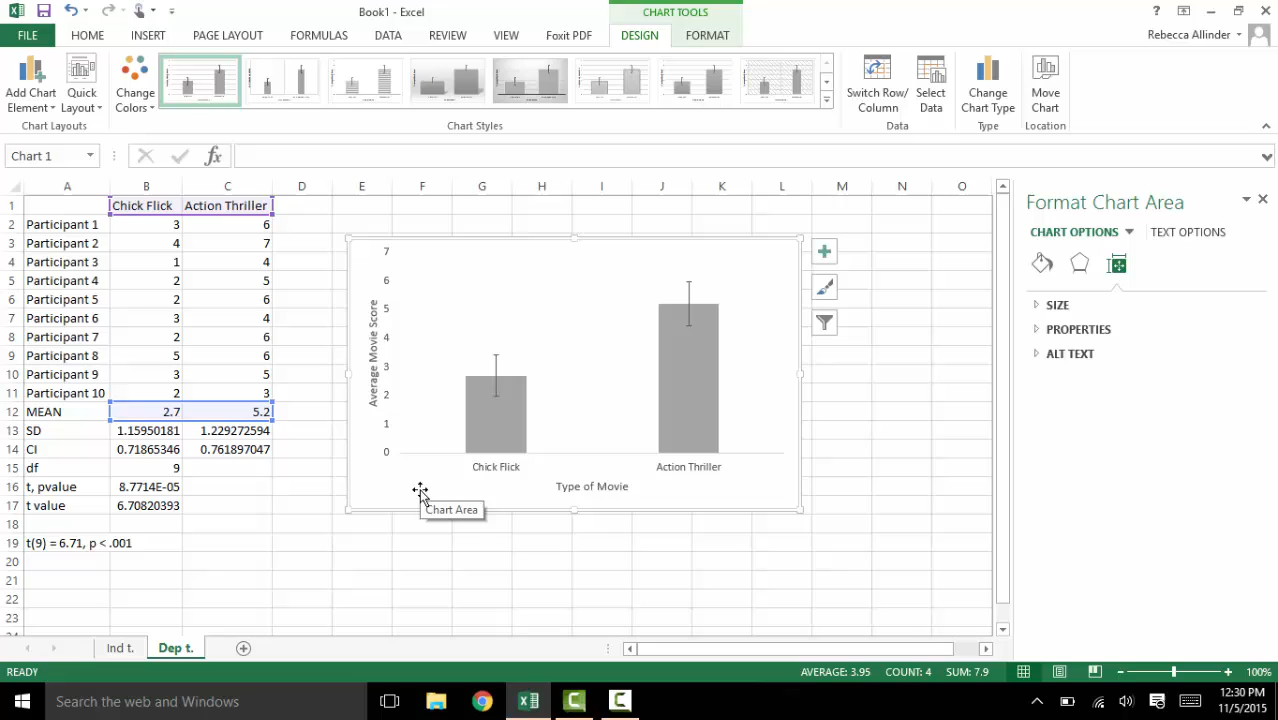 Book1 - Excel
CHART TOOLS
?
FILE
HOME
INSERT
PAGE LAYOUT
FORMULAS
DATA
REVIEW
VIEW
Foxit PDF
DESIGN
FORMAT
Rebecca Allinder
Add Chart Element
Quick Layout
Change Colors
Switch Row/ Column
Select Data
Change Chart Type
Move Chart
Chart Layouts
Chart Styles
Data
Type
Location
Chart 1
fx
A B C D E F G H I J K L M N O
1 Chick Flick Action Thriller
2 Participant 1 3 6
3 Participant 2 4 7
4 Participant 3 1 4
5 Participant 4 2 5
6 Participant 5 2 6
7 Participant 6 3 4
8 Participant 7 2 6
9 Participant 8 5 6
10 Participant 9 3 5
11 Participant 10 2 3
12 MEAN 2.7 5.2
13 SD 1.15950181 1.229272594
14 CI 0.71865346 0.761897047
15 df 9
16 t, pvalue 8.7714E-05
17 t value 6.70820393
18
19 t(9) = 6.71, p < .001
20
21
22
23
7
6
5
4
3
2
1
0
Average Movie Score
Chick Flick
Action Thriller
Type of Movie
Chart Area
Format Chart Area
CHART OPTIONS
TEXT OPTIONS
SIZE
PROPERTIES
ALT TEXT
Ind t.
Dep t.
READY
AVERAGE: 3.95
COUNT: 4
SUM: 7.9
100%
Search the web and Windows
12:30 PM
11/5/2015